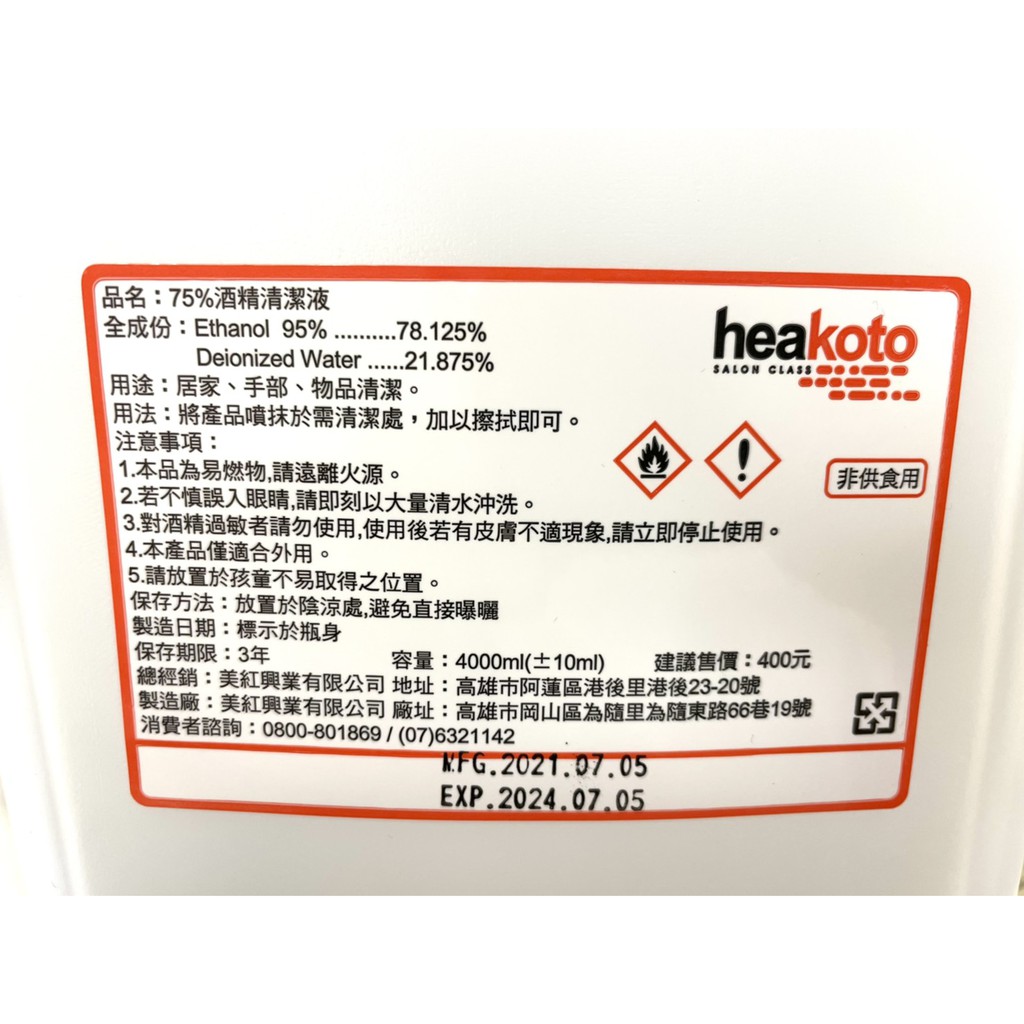 品名：75%酒精清潔液
全成份：Ethanol 95% ..........78.125%
Deionized Water ......21.875%
用途：居家、手部、物品清潔。
用法：將產品噴抹於需清潔處，加以擦拭即可。
注意事項：
1.本品為易燃物,請遠離火源。
2.若不慎誤入眼睛,請即刻以大量清水沖洗。
3.對酒精過敏者請勿使用,使用後若有皮膚不適現象,請立即停止使用。
4.本產品僅適合外用。
5.請放置於孩童不易取得之位置。
保存方法：放置於陰涼處,避免直接曝曬
製造日期：標示於瓶身
保存期限：3年 容量：4000ml(±10ml) 建議售價：400元
總經銷：美紅興業有限公司 地址：高雄市阿蓮區港後里港後23-20號
製造廠：美紅興業有限公司 廠址：高雄市岡山區為隨里為隨東路66巷19號
消費者諮詢：0800-801869 / (07)6321142
heakoto
SALON CLASS
非供食用
MFG.2021.07.05
EXP.2024.07.05